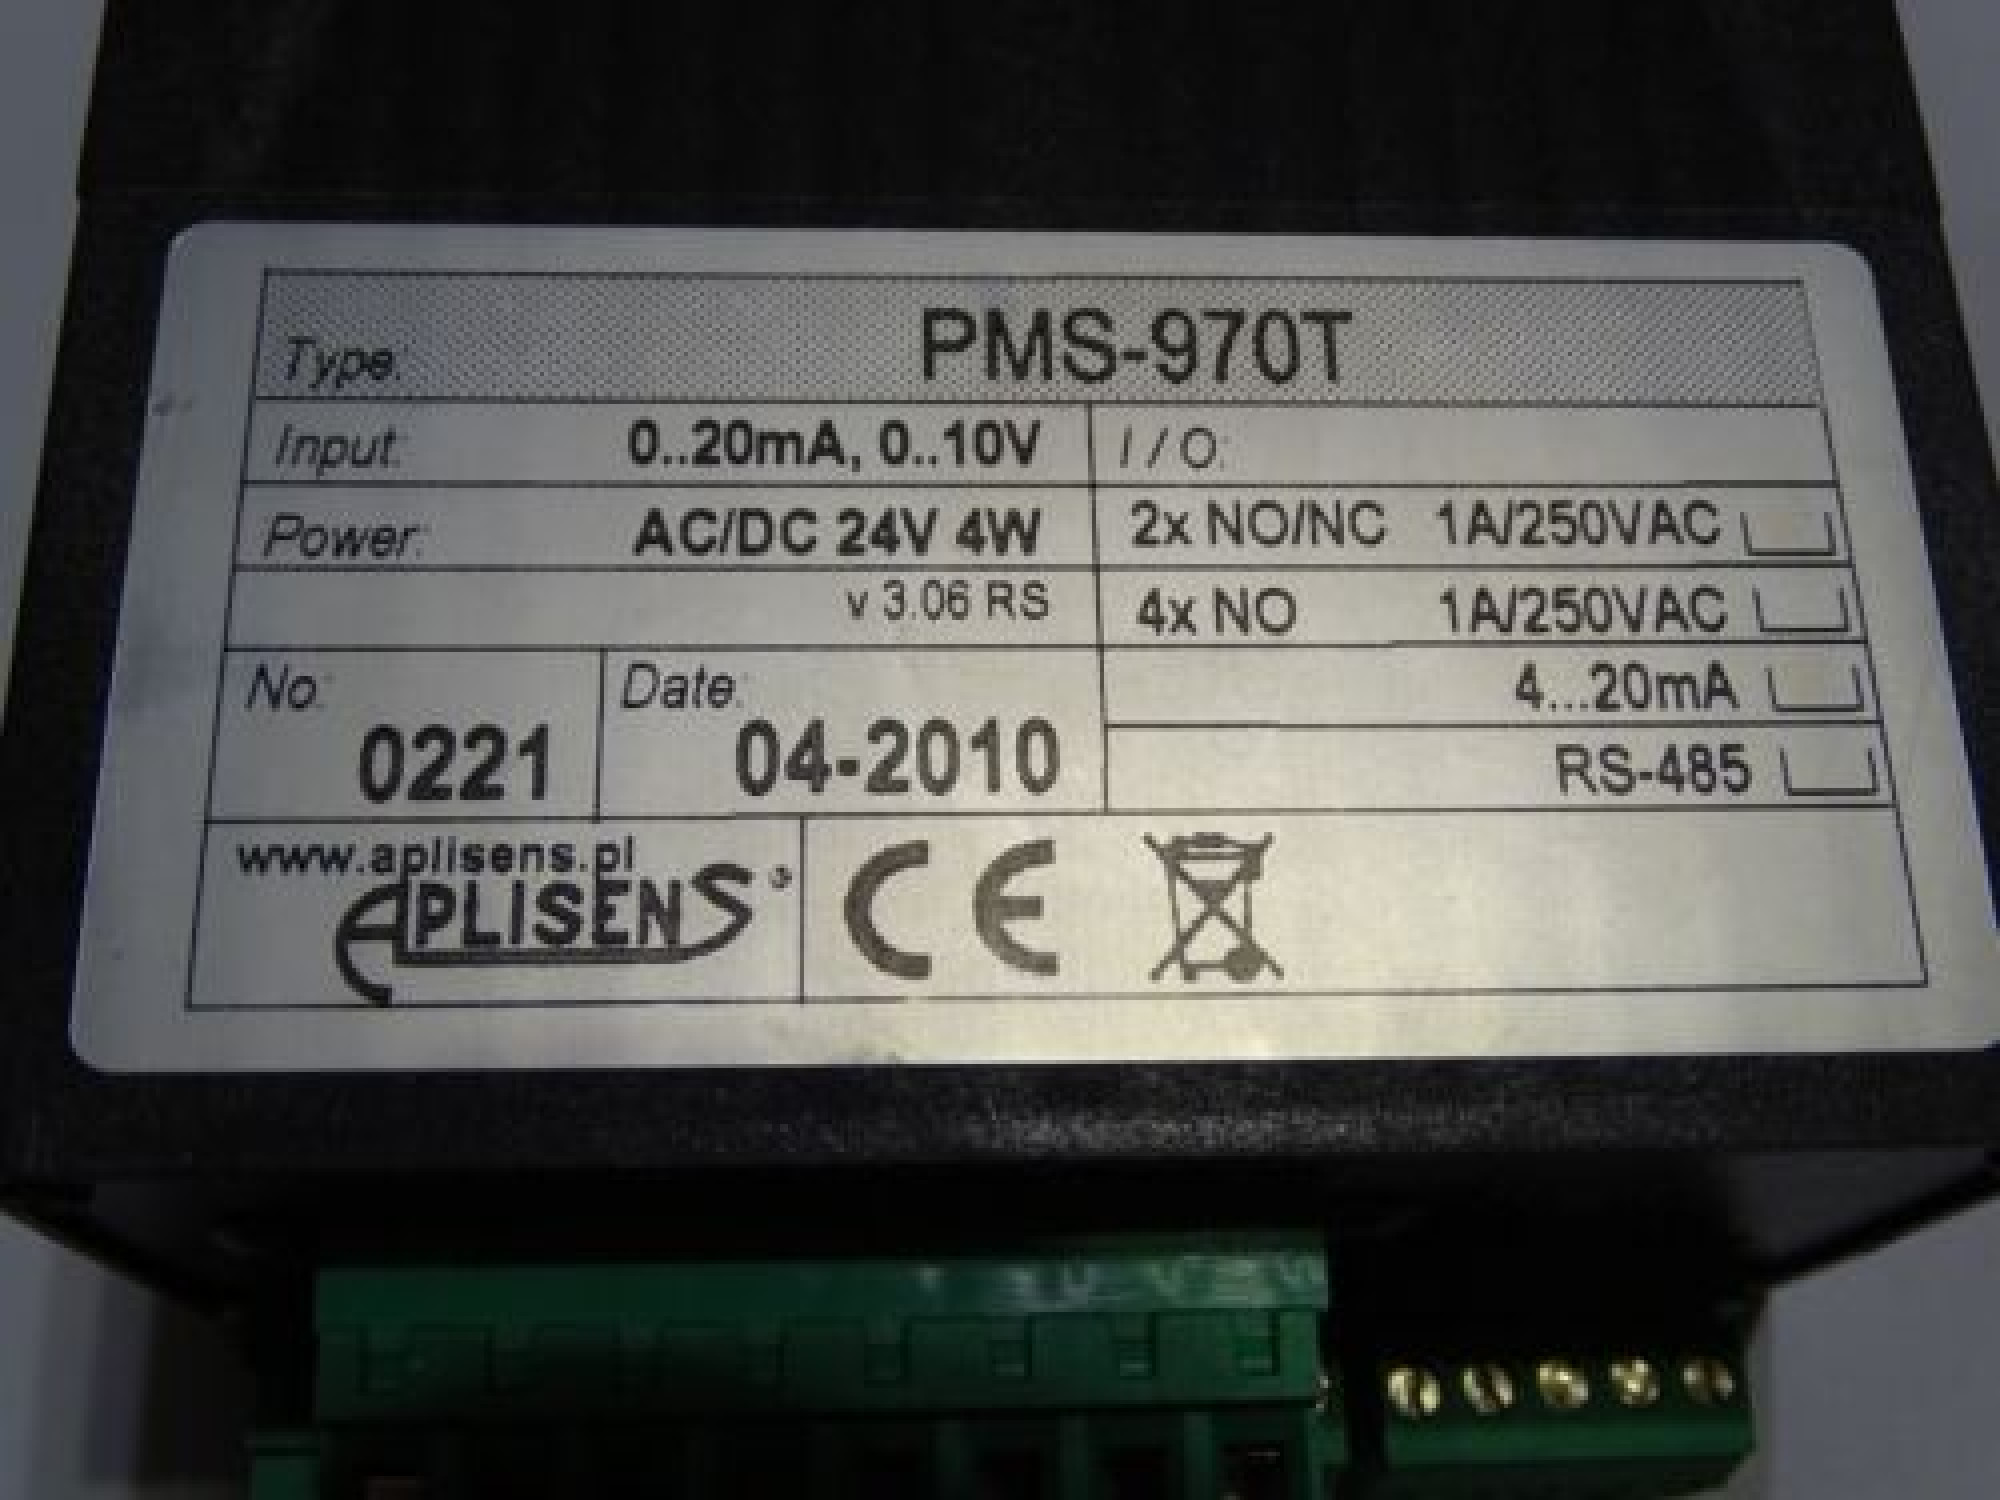 Type: PMS-970T
Input: 0..20mA, 0..10V
I / O:
Power: AC/DC 24V 4W
2x NO/NC 1A/250VAC
v 3.06 RS
4x NO 1A/250VAC
No.: 0221
Date: 04-2010
4...20mA
RS-485
www.aplisens.pl
APLISENS®
CE